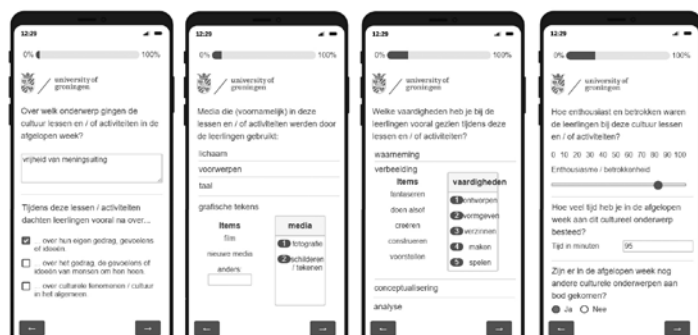 12:29
0% 100%
university of
groningen
Over welk onderwerp gingen de
cultuur lessen en / of activiteiten in de
afgelopen week?
vrijheid van meningsuiting
Tijdens deze lessen / activiteiten
dachten leerlingen vooral na over...
... over hun eigen gedrag, gevoelens
of ideeën.
... over het gedrag, de gevoelens of
ideeën van mensen om hen heen.
... over culturele fenomenen / cultuur
in het algemeen.
← →
12:29
0% 100%
university of
groningen
Media die (voornamelijk) in deze
lessen en / of activiteiten werden door
de leerlingen gebruikt:
lichaam
voorwerpen
taal
grafische tekens
Items media
film
nieuwe media
anders:
1 fotografie
2 schilderen
/ tekenen
← →
12:29
0% 100%
university of
groningen
Welke vaardigheden heb je bij de
leerlingen vooral gezien tijdens deze
lessen en / of activiteiten?
waarneming
verbeelding
Items vaardigheden
fantaseren
doen alsof
creëren
construeren
voorstellen
1 ontwerpen
2 vormgeven
3 verzinnen
4 maken
5 spelen
conceptualisering
analyse
← →
12:29
0% 100%
university of
groningen
Hoe enthousiast en betrokken waren
de leerlingen bij deze cultuur lessen
en / of activiteiten?
0 10 20 30 40 50 60 70 80 90 100
Enthousiasme / betrokkenheid
Hoe veel tijd heb je in de afgelopen
week aan dit cultureel onderwerp
besteed?
Tijd in minuten 95
Zijn er in de afgelopen week nog
andere culturele onderwerpen aan
bod gekomen?
Ja Nee
← →